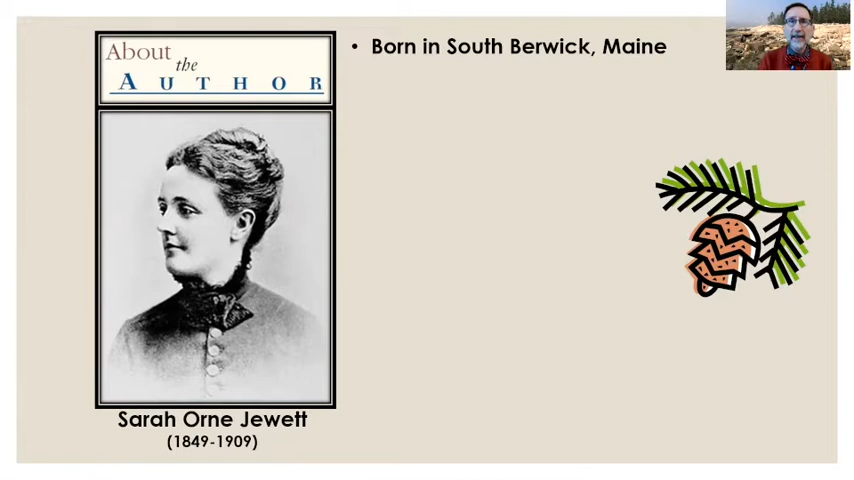 About
the
AUTHOR
• Born in South Berwick, Maine
Sarah Orne Jewett
(1849-1909)